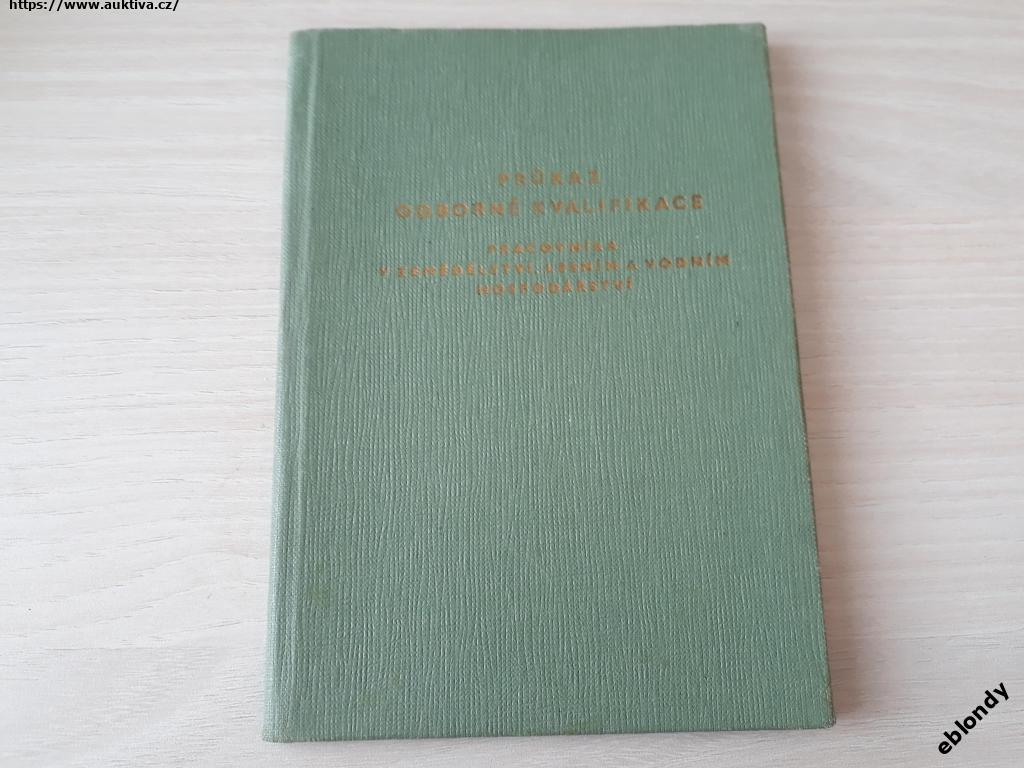 https://www.auktiva.cz/
PRŮKAZ
ODBORNÉ KVALIFIKACE
PRACOVNÍKA
V ZEMĚDĚLSTVÍ, LESNÍM A VODNÍM
HOSPODÁŘSTVÍ
eblondy